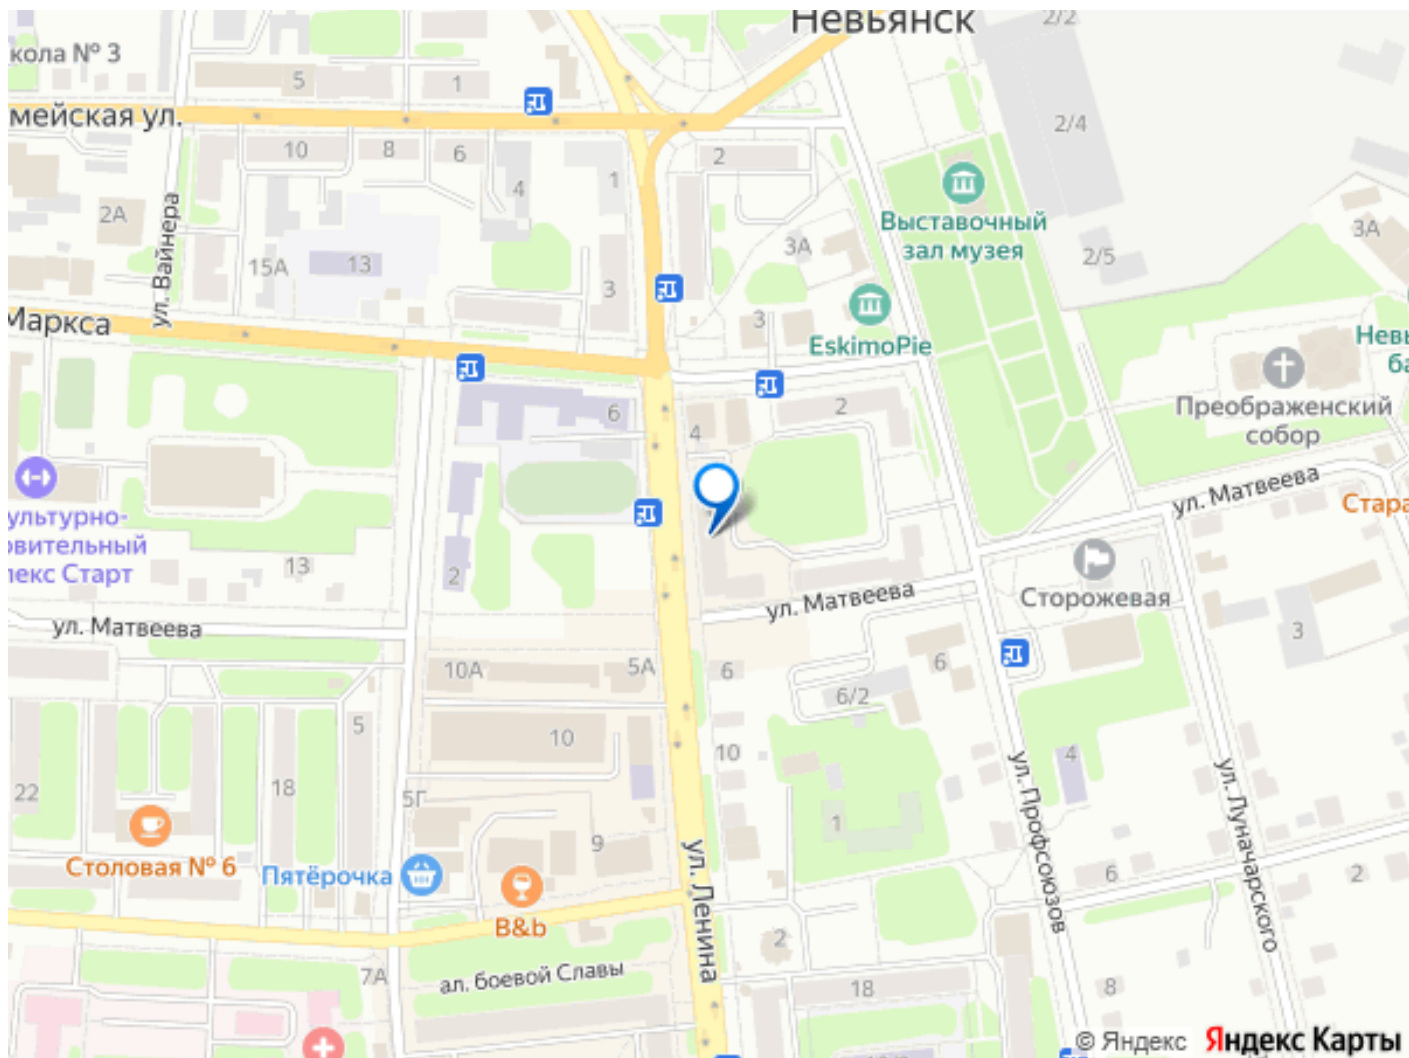 Невьянск
2/2
кола № 3
5
1
2/4
мейская ул.
10
8
6
2
4
1
Выставочный
зал музея
2А
ул. Вайнера
3А
3А
2/5
15А
13
3
3
Маркса
EskimoPie
Невь
ба
Преображенский
собор
6
2
4
ул. Матвеева
Стара
ультурно-
овительный
лекс Старт
13
2
ул. Матвеева
Сторожевая
ул. Матвеева
3
10А
5А
6
6
6/2
5
10
10
4
22
18
5Г
ул. Профсоюзов
ул. Луначарского
1
9
Столовая № 6
Пятёрочка
ул. Ленина
6
2
B&b
2
7А
ал. боевой Славы
18
8
© Яндекс Яндекс Карты